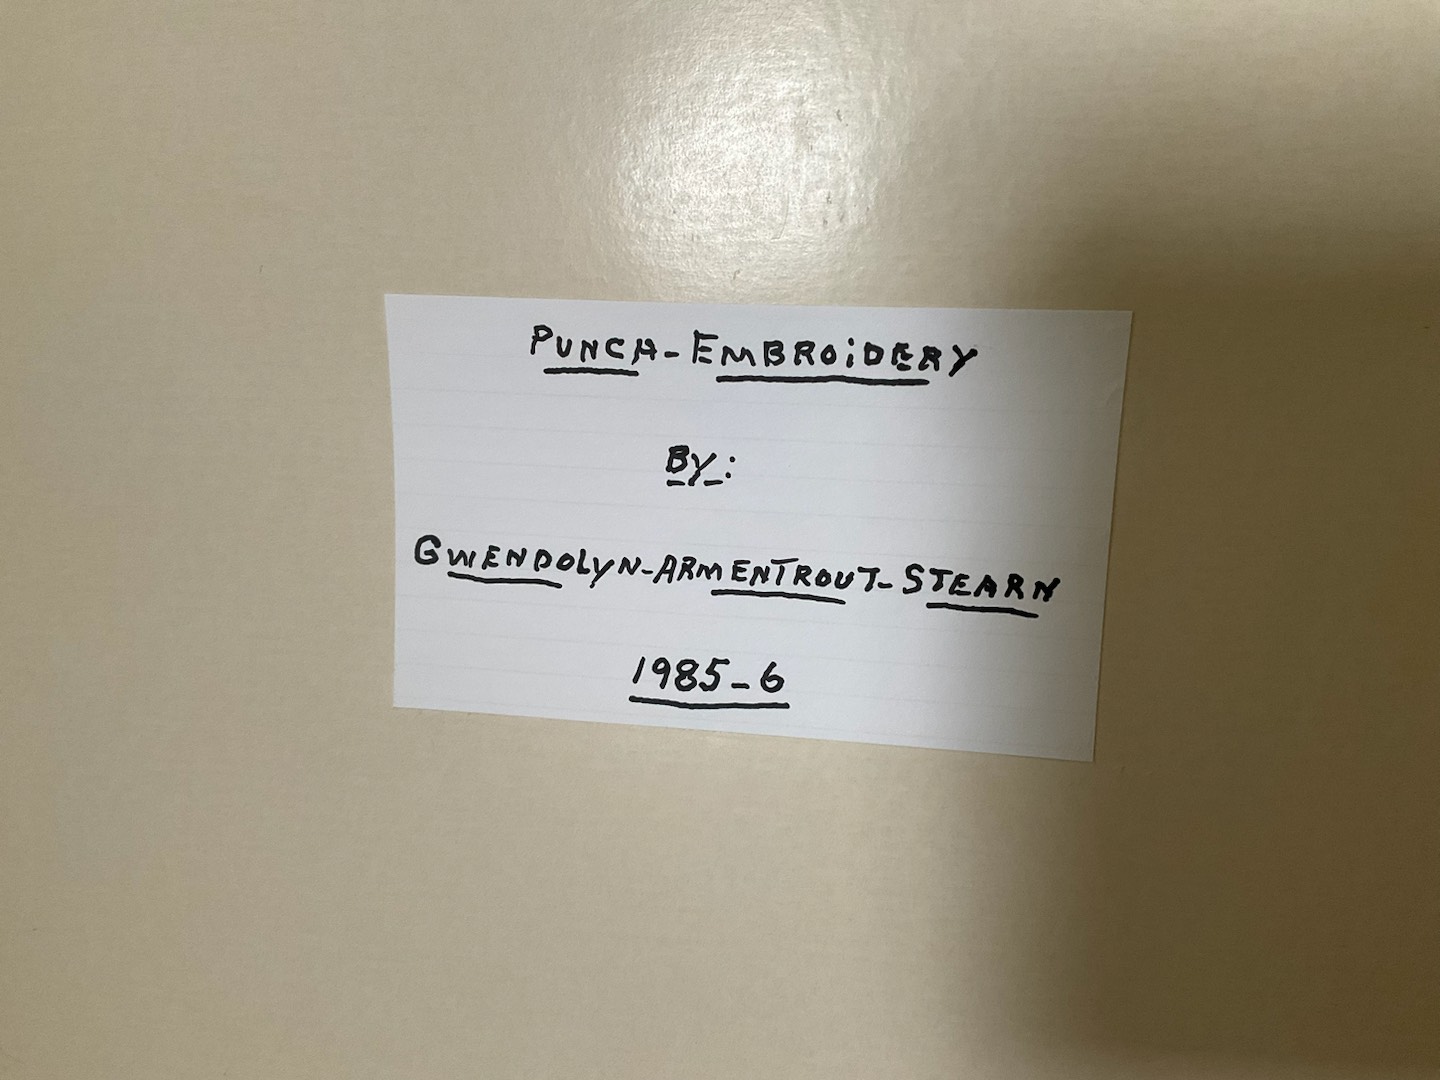 PUNCH-EMBROiDERY
BY:
GWENDOLYN-ARMENTROUT-STEARN
1985-6